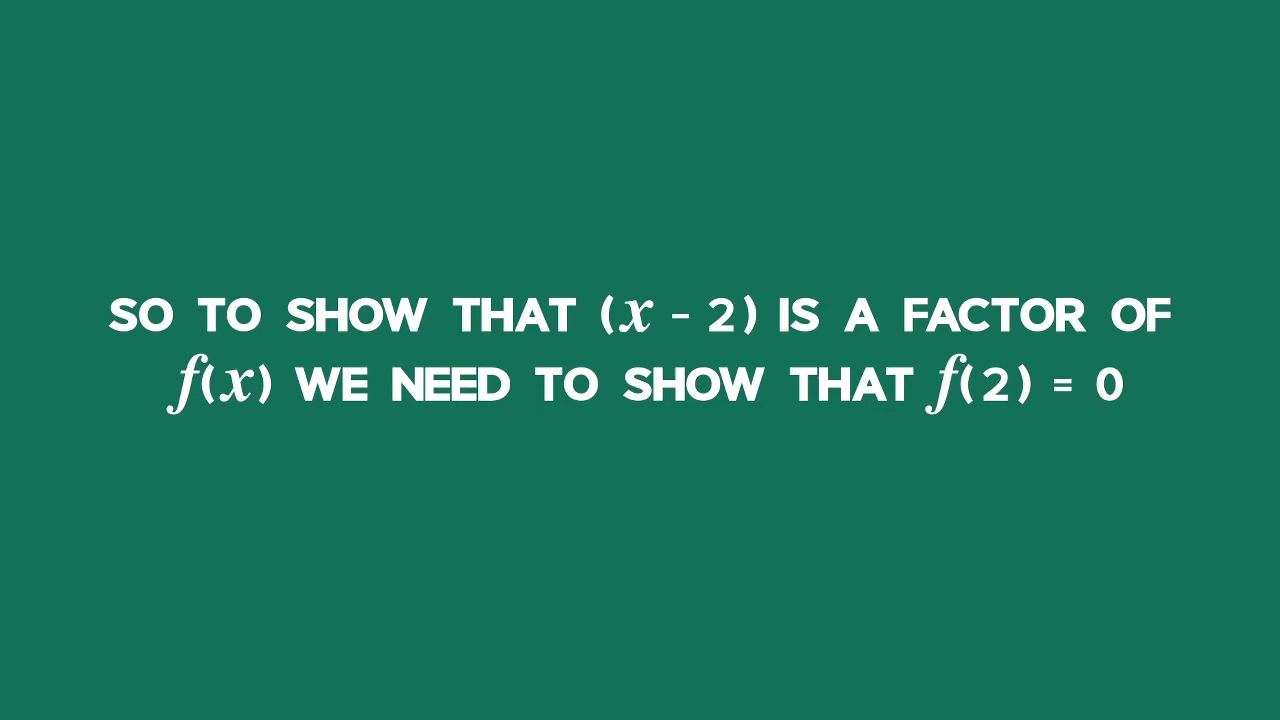 SO TO SHOW THAT (x - 2) IS A FACTOR OF
f(x) WE NEED TO SHOW THAT f(2) = 0